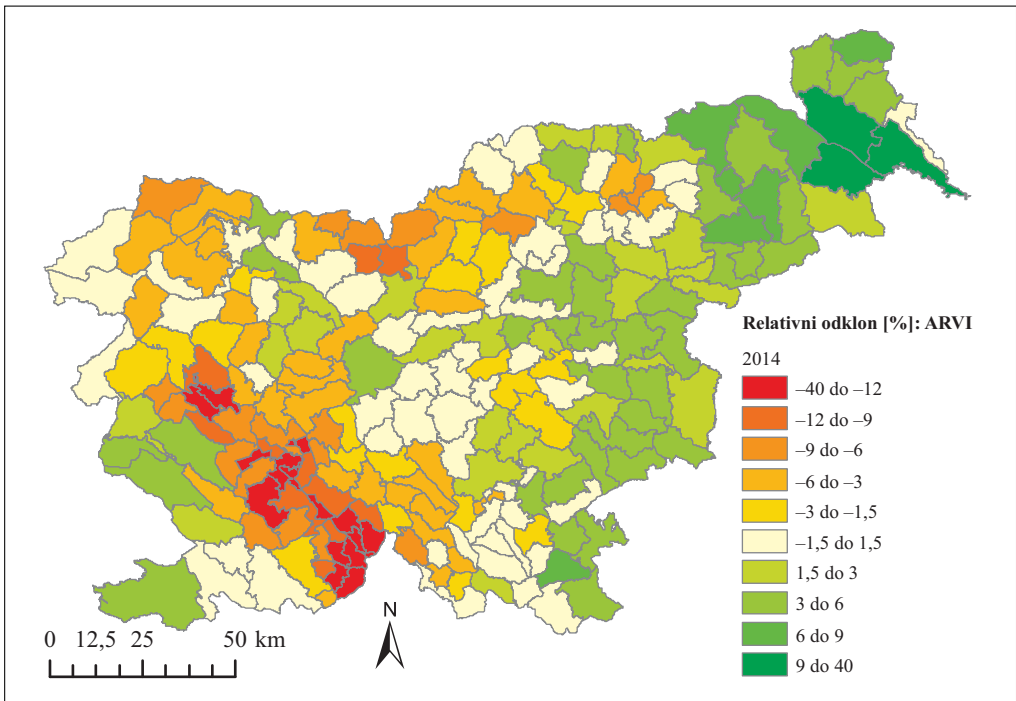 Relativni odklon [%]: ARVI
2014
–40 do –12
–12 do –9
–9 do –6
–6 do –3
–3 do –1,5
–1,5 do 1,5
1,5 do 3
3 do 6
6 do 9
9 do 40
N
0 12,5 25 50 km